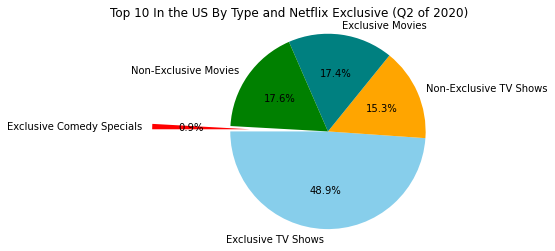 Top 10 In the US By Type and Netflix Exclusive (Q2 of 2020)
Exclusive Movies
Non-Exclusive Movies
17.4%
Non-Exclusive TV Shows
17.6%
15.3%
Exclusive Comedy Specials
0.9%
48.9%
Exclusive TV Shows